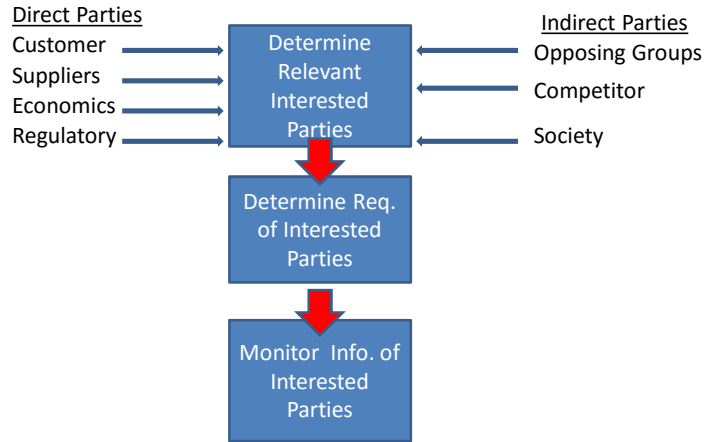 Direct Parties
Customer
Suppliers
Economics
Regulatory
Determine
Relevant
Interested
Parties
Indirect Parties
Opposing Groups
Competitor
Society
Determine Req.
of Interested
Parties
Monitor Info. of
Interested
Parties